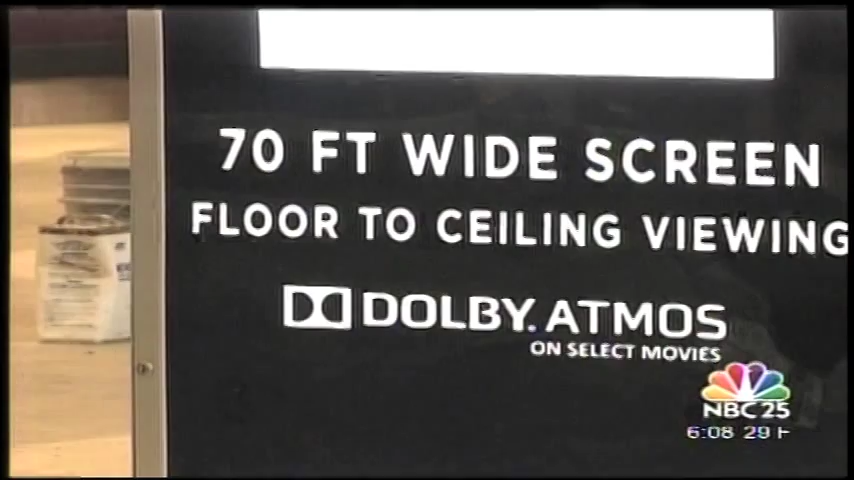 70 FT WIDE SCREEN
FLOOR TO CEILING VIEWING
DOLBY. ATMOS
ON SELECT MOVIES
NBC25
6:08 29